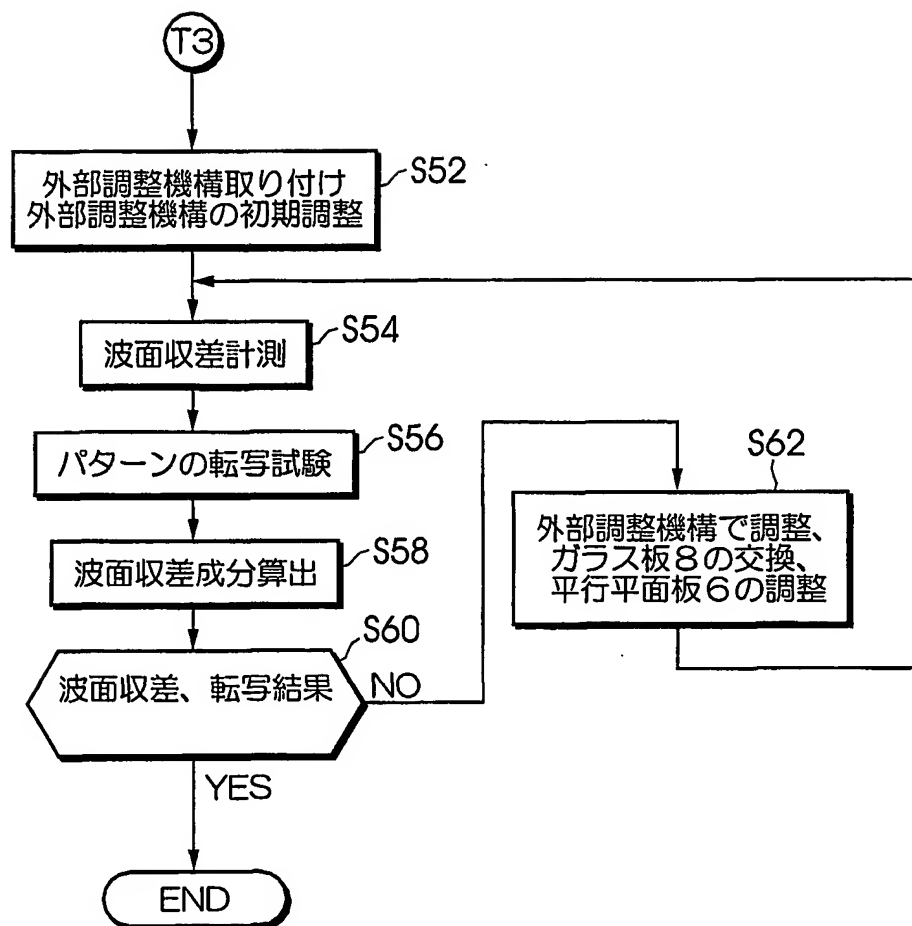 T3
外部調整機構取り付け
外部調整機構の初期調整
S52
波面収差計測
S54
パターンの転写試験
S56
波面収差成分算出
S58
波面収差、転写結果
S60
NO
YES
END
S62
外部調整機構で調整、
ガラス板8の交換、
平行平面板6の調整